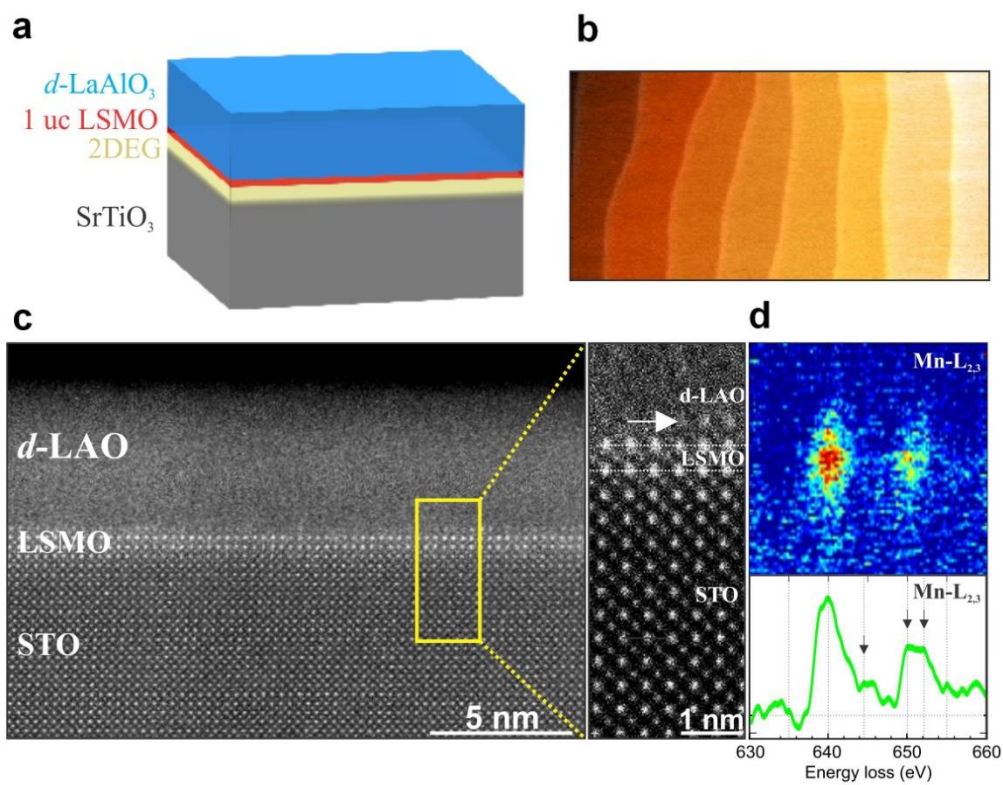 a
d-LaAlO₃
1 uc LSMO
2DEG
SrTiO₃
b
c
d-LAO
LSMO
STO
5 nm
d-LAO
LSMO
STO
1 nm
d
Mn-L₂,₃
Mn-L₂,₃
630 640 650 660
Energy loss (eV)